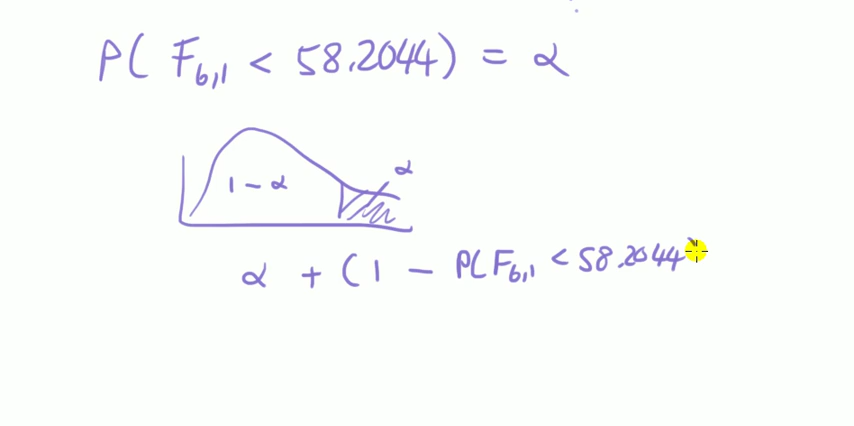 P( F₆,₁ < 58.2044) = α
α
1 - α
α + (1 - P(F₆,₁ < 58.2044)